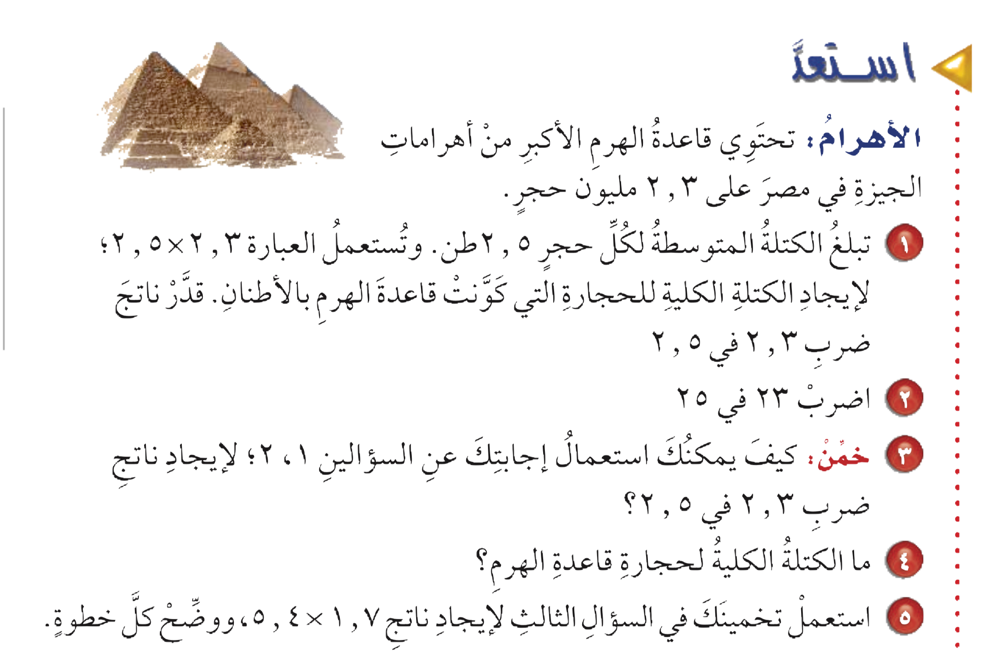 استعدَّ
الأهرامُ: تحتَوِي قاعدةُ الهرمِ الأكبرِ منْ أهراماتِ
الجيزةِ في مصرَ على ٢,٣ مليون حجرٍ.
١ تبلغُ الكتلةُ المتوسطةُ لكُلِّ حجرٍ ٢,٥ طن. وتُستعملُ العبارة ٢,٣ × ٢,٥؛
لإيجادِ الكتلةِ الكليةِ للحجارةِ التي كَوَّنتْ قاعدةَ الهرمِ بالأطنانِ. قدَّرْ ناتجَ
ضربِ ٢,٣ في ٢,٥
٢ اضربْ ٢٣ في ٢٥
٣ خمِّنْ: كيفَ يمكنُكَ استعمالُ إجابتِكَ عنِ السؤالينِ ١، ٢؛ لإيجادِ ناتجِ
ضربِ ٢,٣ في ٢,٥؟
٤ ما الكتلةُ الكليةُ لحجارةِ قاعدةِ الهرمِ؟
٥ استعملْ تخمينَكَ في السؤالِ الثالثِ لإيجادِ ناتجِ ١,٧ × ٥,٤، ووضِّحْ كلَّ خطوةٍ.